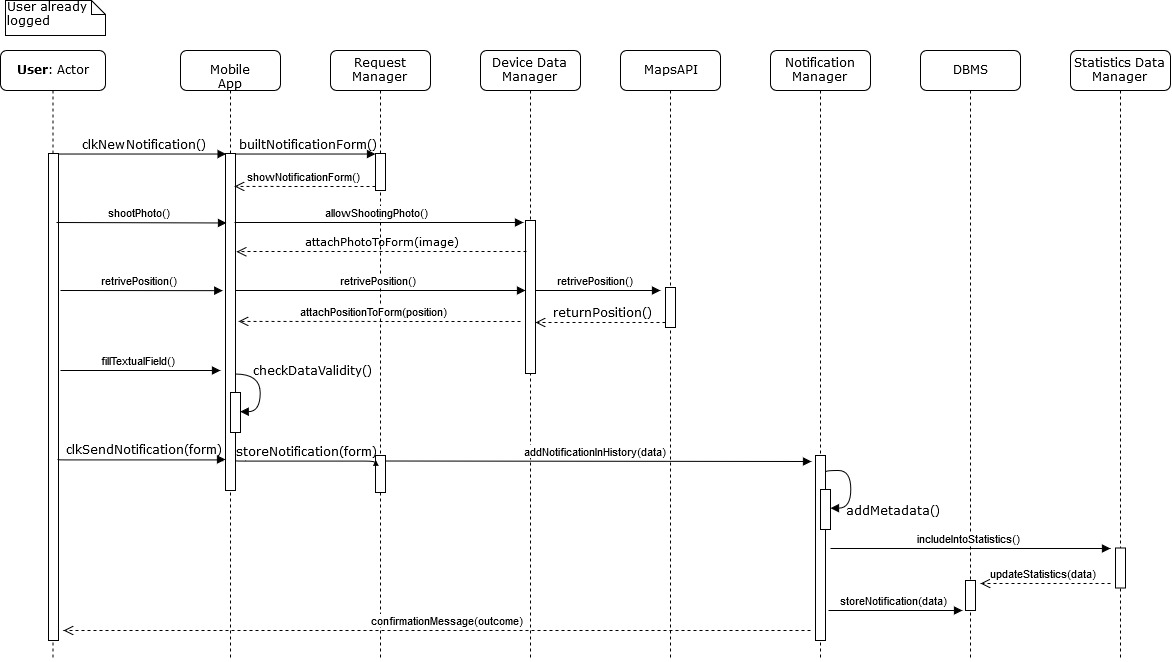 User already
logged
User: Actor
Mobile
App
Request
Manager
Device Data
Manager
MapsAPI
Notification
Manager
DBMS
Statistics Data
Manager
clkNewNotification()
builtNotificationForm()
showNotificationForm()
shootPhoto()
allowShootingPhoto()
attachPhotoToForm(image)
retrivePosition()
retrivePosition()
retrivePosition()
attachPositionToForm(position)
returnPosition()
fillTextualField()
checkDataValidity()
clkSendNotification(form)
storeNotification(form)
addNotificationInHistory(data)
addMetadata()
includeIntoStatistics()
updateStatistics(data)
storeNotification(data)
confirmationMessage(outcome)